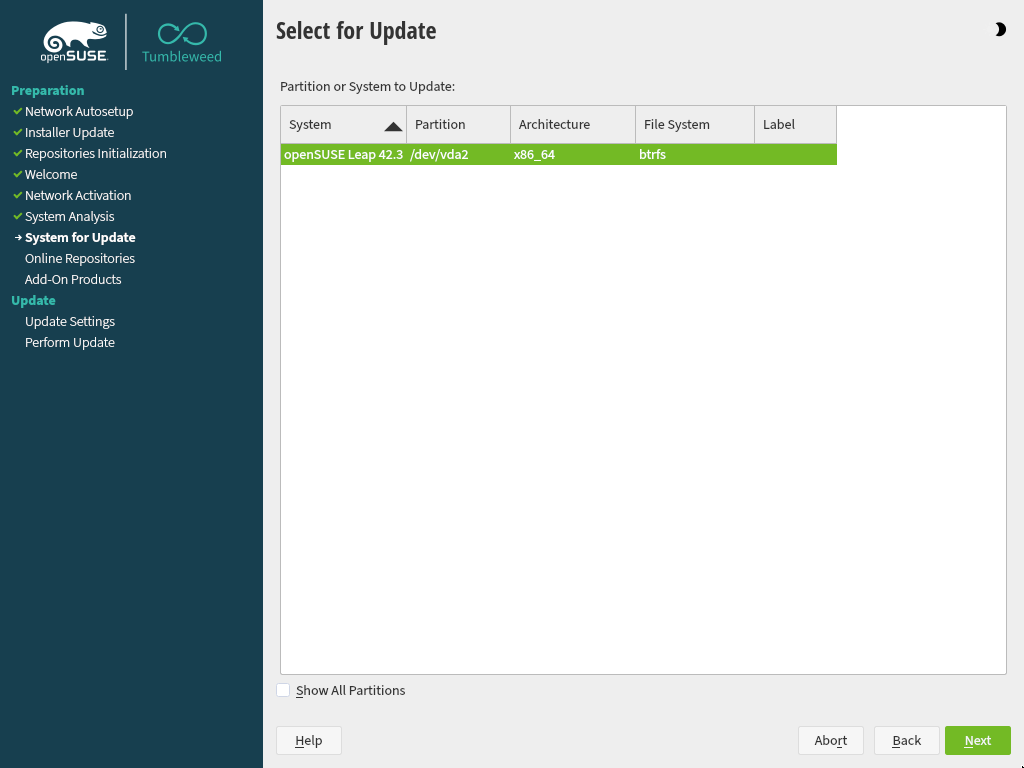 openSUSE
Tumbleweed
Preparation
Network Autosetup
Installer Update
Repositories Initialization
Welcome
Network Activation
System Analysis
System for Update
Online Repositories
Add-On Products
Update
Update Settings
Perform Update
Select for Update
Partition or System to Update:
System Partition Architecture File System Label
openSUSE Leap 42.3 /dev/vda2 x86_64 btrfs
Show All Partitions
Help Abort Back Next